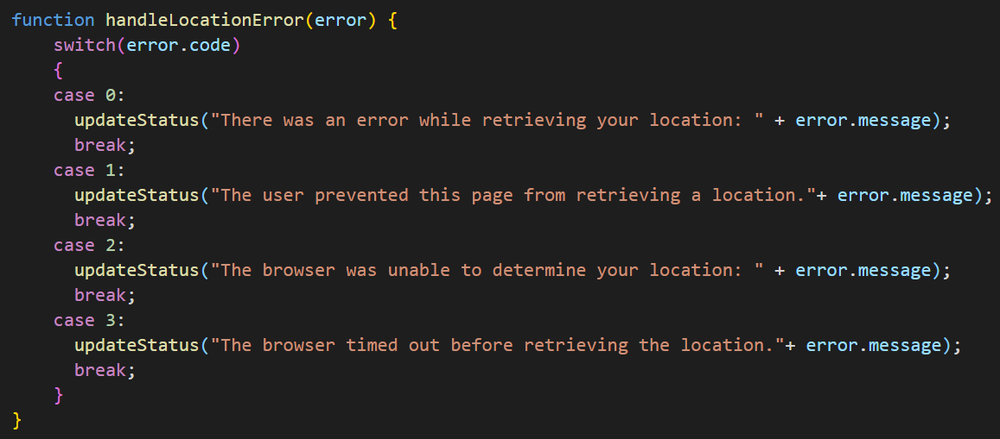 function handleLocationError(error) {
    switch(error.code)
    {
    case 0:
      updateStatus("There was an error while retrieving your location: " + error.message);
      break;
    case 1:
      updateStatus("The user prevented this page from retrieving a location."+ error.message);
      break;
    case 2:
      updateStatus("The browser was unable to determine your location: " + error.message);
      break;
    case 3:
      updateStatus("The browser timed out before retrieving the location."+ error.message);
      break;
    }
}